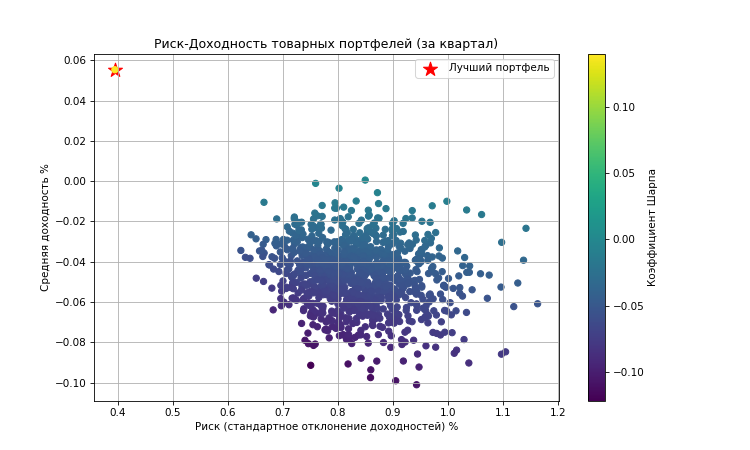 Риск-Доходность товарных портфелей (за квартал)
Лучший портфель
Средняя доходность %
0.06
0.04
0.02
0.00
−0.02
−0.04
−0.06
−0.08
−0.10
0.4 0.5 0.6 0.7 0.8 0.9 1.0 1.1 1.2
Риск (стандартное отклонение доходностей) %
0.10
0.05
0.00
−0.05
−0.10
Коэффициент Шарпа